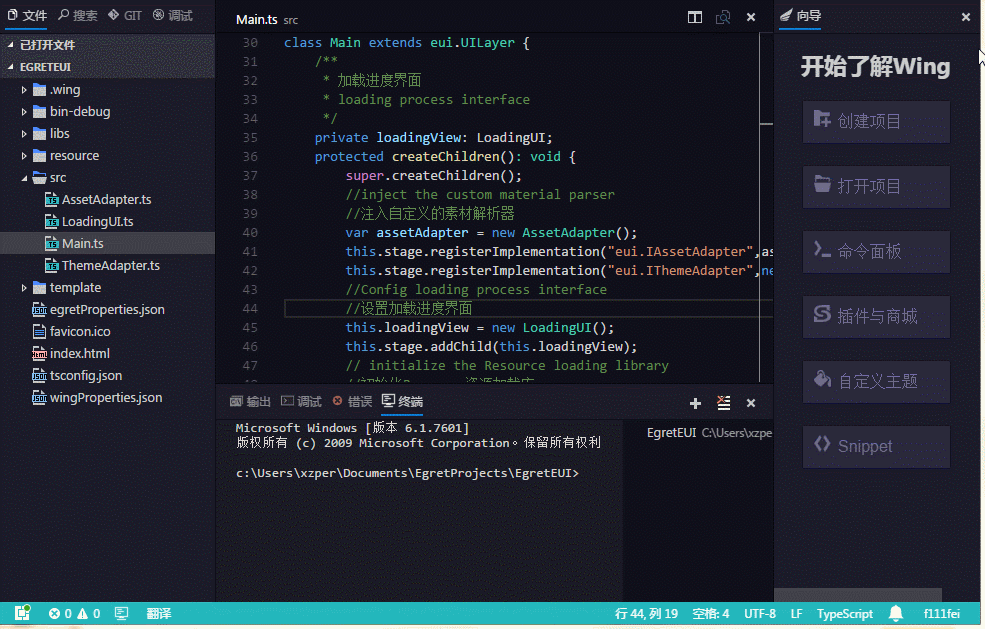 文件 搜索 GIT 调试
已打开文件
EGRETEUI
.wing
bin-debug
libs
resource
src
AssetAdapter.ts
LoadingUI.ts
Main.ts
ThemeAdapter.ts
template
egretProperties.json
favicon.ico
index.html
tsconfig.json
wingProperties.json
Main.ts src
30 class Main extends eui.UILayer {
31 /**
32 * 加载进度界面
33 * loading process interface
34 */
35 private loadingView: LoadingUI;
36 protected createChildren(): void {
37 super.createChildren();
38 //inject the custom material parser
39 //注入自定义的素材解析器
40 var assetAdapter = new AssetAdapter();
41 this.stage.registerImplementation("eui.IAssetAdapter",as
42 this.stage.registerImplementation("eui.IThemeAdapter",ne
43 //Config loading process interface
44 //设置加载进度界面
45 this.loadingView = new LoadingUI();
46 this.stage.addChild(this.loadingView);
47 // initialize the Resource loading library
输出 调试 错误 终端
Microsoft Windows [版本 6.1.7601]
版权所有 (c) 2009 Microsoft Corporation。保留所有权利
c:\Users\xzper\Documents\EgretProjects\EgretEUI>
EgretEUI C:\Users\xzpe
向导
开始了解Wing
创建项目
打开项目
命令面板
插件与商城
自定义主题
Snippet
0 0 翻译 行 44, 列 19 空格: 4 UTF-8 LF TypeScript f111fei